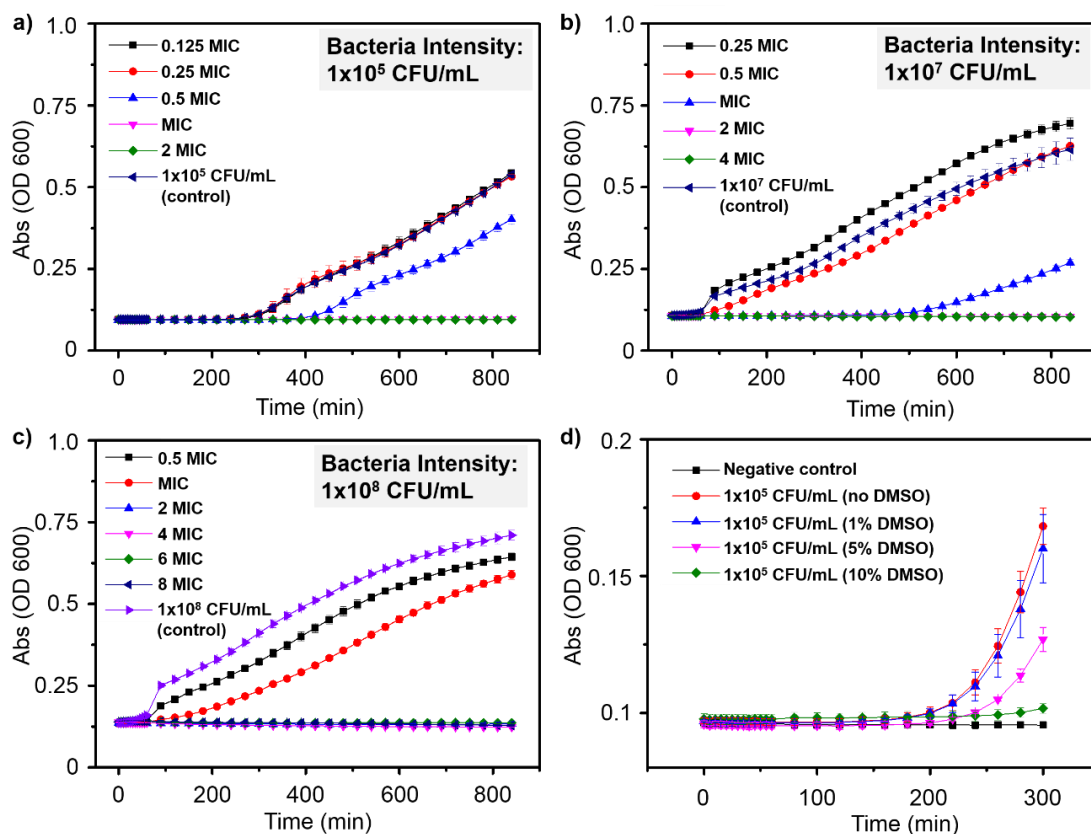 a)
1.0
0.75
0.5
0.25
0
Abs (OD 600)
0.125 MIC
0.25 MIC
0.5 MIC
MIC
2 MIC
1x10⁵ CFU/mL
(control)
Bacteria Intensity:
1x10⁵ CFU/mL
0 200 400 600 800
Time (min)
b)
1.0
0.75
0.5
0.25
0
Abs (OD 600)
0.25 MIC
0.5 MIC
MIC
2 MIC
4 MIC
1x10⁷ CFU/mL
(control)
Bacteria Intensity:
1x10⁷ CFU/mL
0 200 400 600 800
Time (min)
c)
1.0
0.75
0.5
0.25
0
Abs (OD 600)
0.5 MIC
MIC
2 MIC
4 MIC
6 MIC
8 MIC
1x10⁸ CFU/mL
(control)
Bacteria Intensity:
1x10⁸ CFU/mL
0 200 400 600 800
Time (min)
d)
0.2
0.15
0.1
Abs (OD 600)
Negative control
1x10⁵ CFU/mL (no DMSO)
1x10⁵ CFU/mL (1% DMSO)
1x10⁵ CFU/mL (5% DMSO)
1x10⁵ CFU/mL (10% DMSO)
0 100 200 300
Time (min)